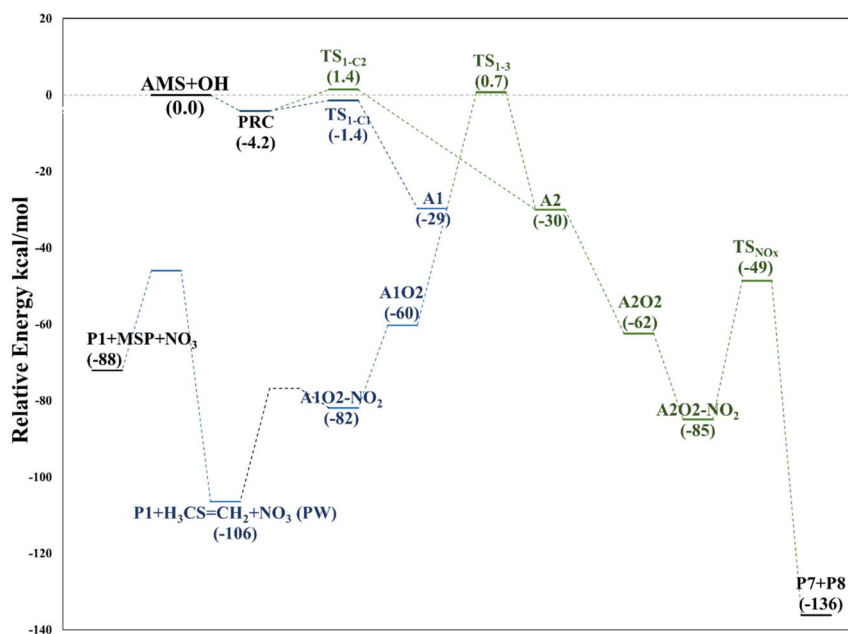 Relative Energy kcal/mol
20
0
-20
-40
-60
-80
-100
-120
-140
AMS+OH
(0.0)
PRC
(-4.2)
TS1-C2
(1.4)
TS1-C1
(-1.4)
TS1-3
(0.7)
A1
(-29)
A2
(-30)
A1O2
(-60)
A2O2
(-62)
TSNOx
(-49)
P1+MSP+NO3
(-88)
A1O2-NO2
(-82)
A2O2-NO2
(-85)
P1+H3CS=CH2+NO3 (PW)
(-106)
P7+P8
(-136)